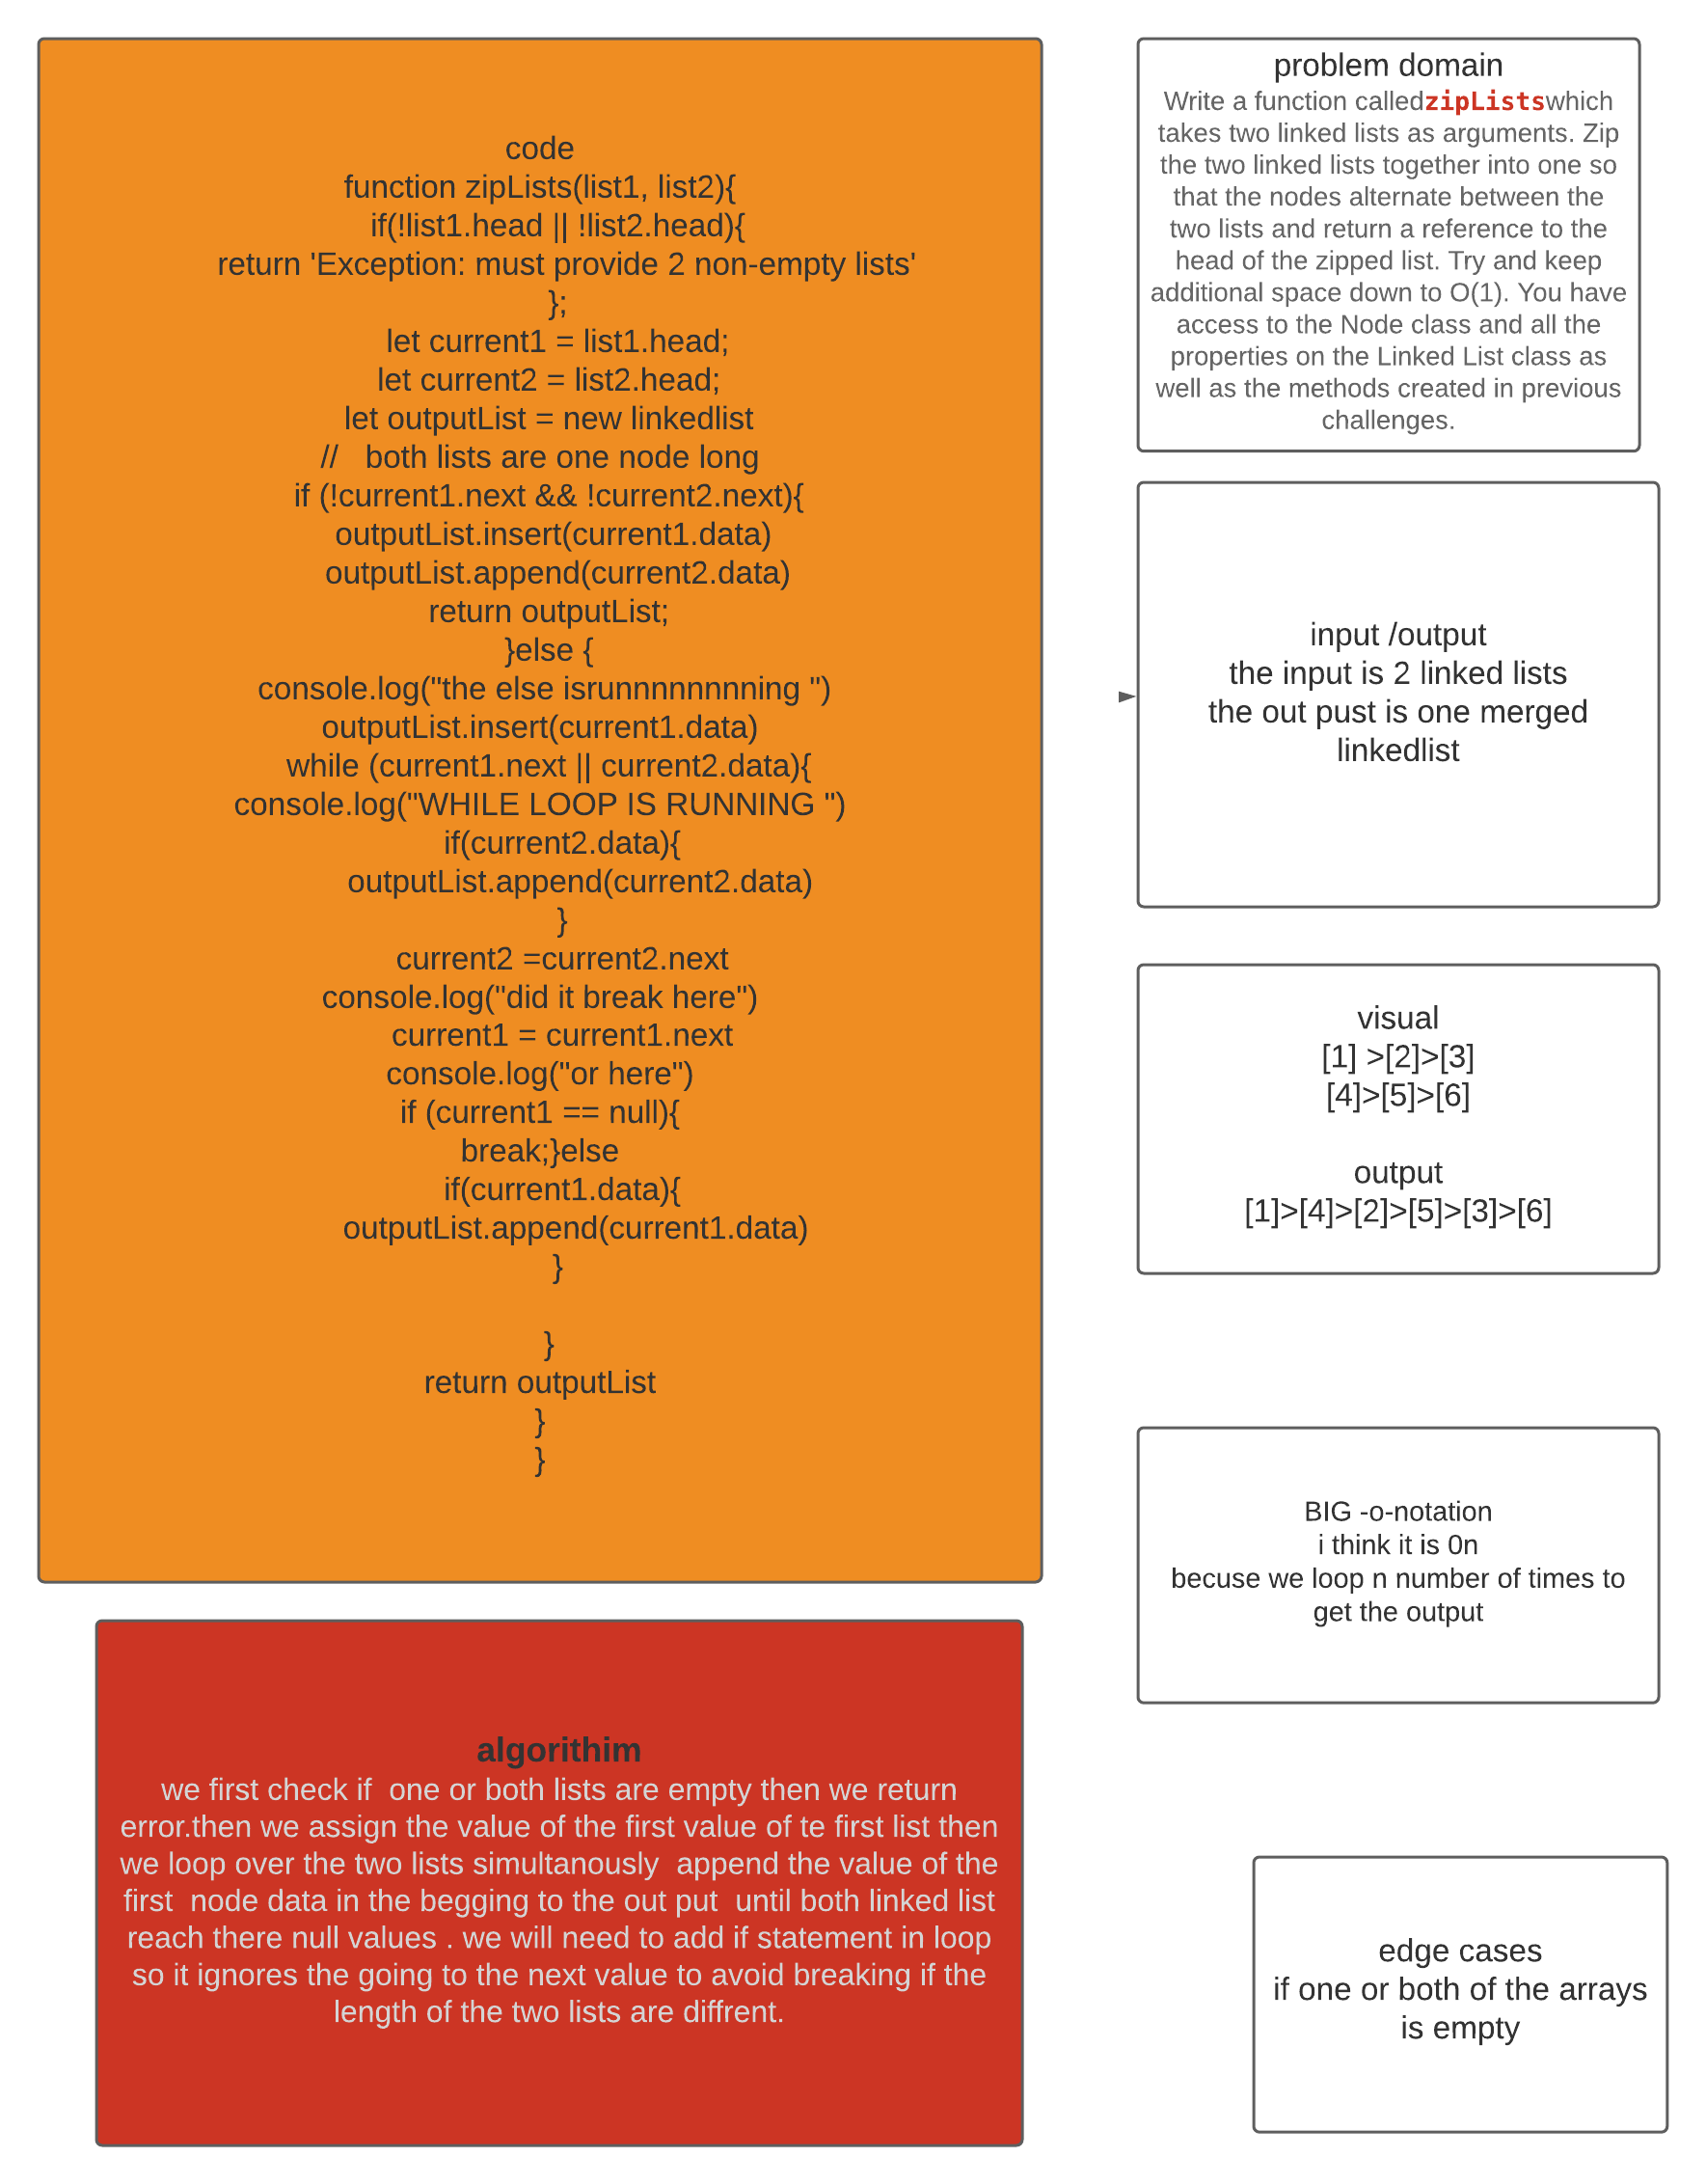 code
function zipLists(list1, list2){
if(!list1.head || !list2.head){
return 'Exception: must provide 2 non-empty lists'
};
let current1 = list1.head;
let current2 = list2.head;
let outputList = new linkedlist
// both lists are one node long
if (!current1.next && !current2.next){
outputList.insert(current1.data)
outputList.append(current2.data)
return outputList;
}else {
console.log("the else isrunnnnnnnning ")
outputList.insert(current1.data)
while (current1.next || current2.data){
console.log("WHILE LOOP IS RUNNING ")
if(current2.data){
outputList.append(current2.data)
}
current2 =current2.next
console.log("did it break here")
current1 = current1.next
console.log("or here")
if (current1 == null){
break;}else
if(current1.data){
outputList.append(current1.data)
}
}
return outputList
}
}
algorithim
we first check if one or both lists are empty then we return
error.then we assign the value of the first value of te first list then
we loop over the two lists simultanously append the value of the
first node data in the begging to the out put until both linked list
reach there null values . we will need to add if statement in loop
so it ignores the going to the next value to avoid breaking if the
length of the two lists are diffrent.
problem domain
Write a function calledzipListswhich
takes two linked lists as arguments. Zip
the two linked lists together into one so
that the nodes alternate between the
two lists and return a reference to the
head of the zipped list. Try and keep
additional space down to O(1). You have
access to the Node class and all the
properties on the Linked List class as
well as the methods created in previous
challenges.
input /output
the input is 2 linked lists
the out pust is one merged
linkedlist
visual
[1] >[2]>[3]
[4]>[5]>[6]
output
[1]>[4]>[2]>[5]>[3]>[6]
BIG -o-notation
i think it is 0n
becuse we loop n number of times to
get the output
edge cases
if one or both of the arrays
is empty